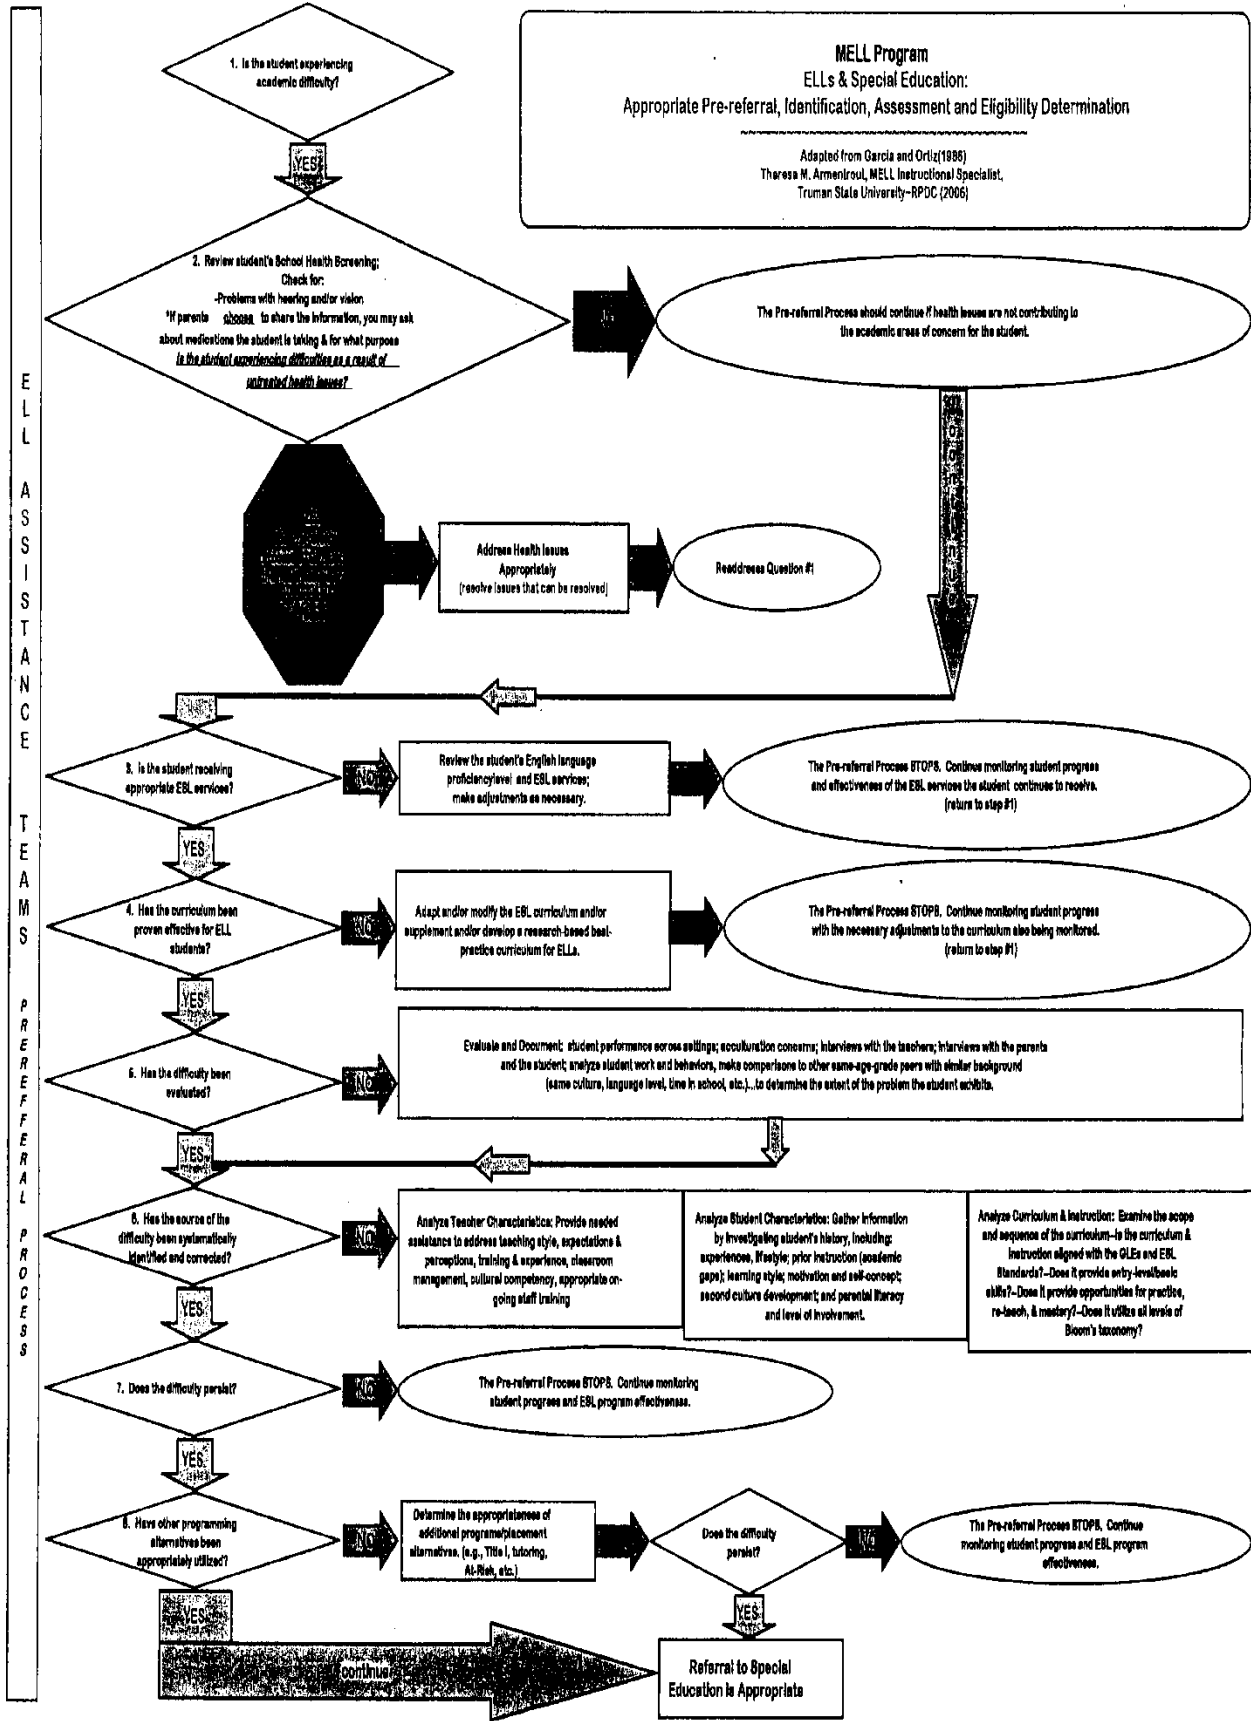 1. Is the student experiencing
academic difficulty?
MELL Program
ELLs & Special Education:
Appropriate Pre-referral, Identification, Assessment and Eligibility Determination
Adapted from Garcia and Ortiz(1988)
Theresa M. Armentrout, MELL Instructional Specialist,
Truman State University-RPDC (2006)
YES
2. Review student's School Health Screening;
Check for:
-Problems with hearing and/or vision
*If parents choose to share the information, you may ask
about medications the student is taking & for what purpose
Is the student experiencing difficulties as a result of
untreated health issues?
The Pre-referral Process should continue if health issues are not contributing to
the academic areas of concern for the student.
Address Health Issues
Appropriately
(resolve issues that can be resolved)
Readdress Question #1
ELL ASSISTANCE TEAMS PREREFFERAL PROCESS
3. Is the student receiving
appropriate ESL services?
NO
Review the student's English language
proficiencylevel and ESL services;
make adjustments as necessary.
The Pre-referral Process STOPS. Continue monitoring student progress
and effectiveness of the ESL services the student continues to receive.
(return to step #1)
YES
4. Has the curriculum been
proven effective for ELL
students?
NO
Adapt and/or modify the ESL curriculum and/or
supplement and/or develop a research-based best-
practice curriculum for ELLs.
The Pre-referral Process STOPS. Continue monitoring student progress
with the necessary adjustments to the curriculum also being monitored.
(return to step #1)
YES
5. Has the difficulty been
evaluated?
NO
Evaluate and Document; student performance across settings; acculturation concerns; interviews with the teachers; interviews with the parents
and the student; analyze student work and behaviors, make comparisons to other same-age-grade peers with similar background
(same culture, language level, time in school, etc.)...to determine the extent of the problem the student exhibits.
YES
6. Has the source of the
difficulty been systematically
identified and corrected?
NO
Analyze Teacher Characteristics: Provide needed
assistance to address teaching style, expectations &
perceptions, training & experience, classroom
management, cultural competency, appropriate on-
going staff training
Analyze Student Characteristics: Gather Information
by investigating student's history, including:
experiences, lifestyle; prior instruction (academic
gaps); learning style; motivation and self-concept;
second culture development; and parental literacy
and level of involvement.
Analyze Curriculum & Instruction: Examine the scope
and sequence of the curriculum--is the curriculum &
instruction aligned with the GLEs and ESL
Standards?--Does it provide entry-level/basic
skills?--Does it provide opportunities for practice,
re-teach, & mastery?--Does it utilize all levels of
Bloom's taxonomy?
YES
7. Does the difficulty persist?
NO
The Pre-referral Process STOPS. Continue monitoring
student progress and ESL program effectiveness.
YES
8. Have other programming
alternatives been
appropriately utilized?
NO
Determine the appropriateness of
additional programs/placement
alternatives. (e.g., Title I, tutoring,
At-Risk, etc.)
Does the difficulty
persist?
NO
The Pre-referral Process STOPS. Continue
monitoring student progress and ESL program
effectiveness.
YES
YES
continue
Referral to Special
Education is Appropriate